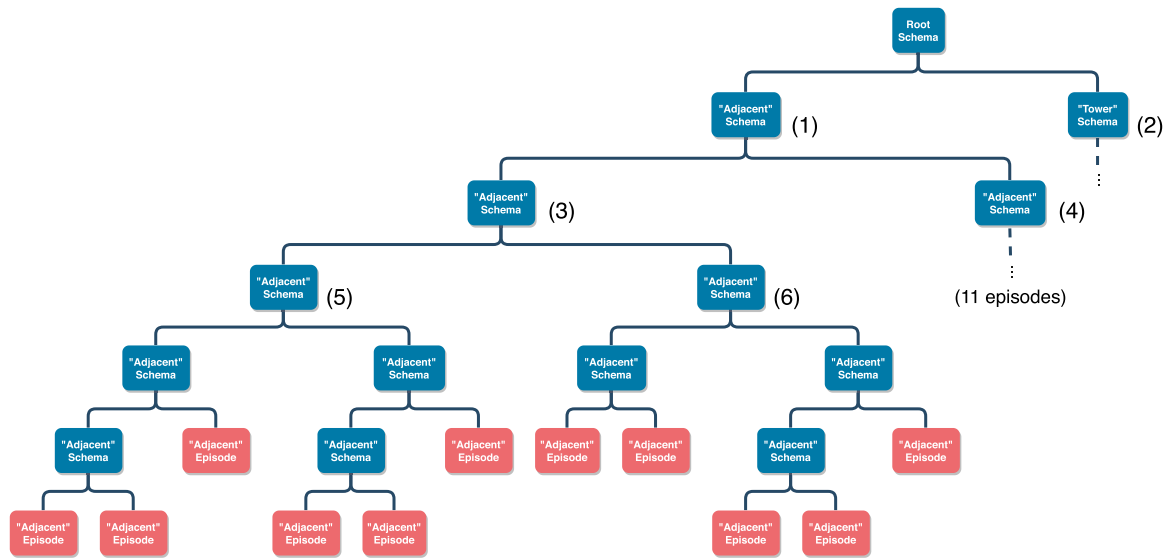 Root
Schema
"Adjacent"
Schema
(1)
"Tower"
Schema
(2)
"Adjacent"
Schema
(3)
"Adjacent"
Schema
(4)
"Adjacent"
Schema
(5)
"Adjacent"
Schema
(6)
(11 episodes)
"Adjacent"
Schema
"Adjacent"
Schema
"Adjacent"
Schema
"Adjacent"
Schema
"Adjacent"
Schema
"Adjacent"
Episode
"Adjacent"
Schema
"Adjacent"
Episode
"Adjacent"
Episode
"Adjacent"
Episode
"Adjacent"
Schema
"Adjacent"
Episode
"Adjacent"
Episode
"Adjacent"
Episode
"Adjacent"
Episode
"Adjacent"
Episode
"Adjacent"
Episode
"Adjacent"
Episode